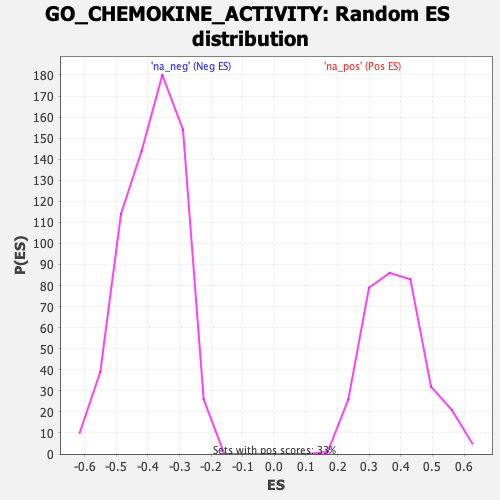 GO_CHEMOKINE_ACTIVITY: Random ES
distribution
'na_neg' (Neg ES)
'na_pos' (Pos ES)
180
170
160
150
140
130
120
110
100
90
80
70
60
50
40
30
20
10
0
P(ES)
Sets with pos scores: 33%
-0.6 -0.5 -0.4 -0.3 -0.2 -0.1 0.0 0.1 0.2 0.3 0.4 0.5 0.6
ES